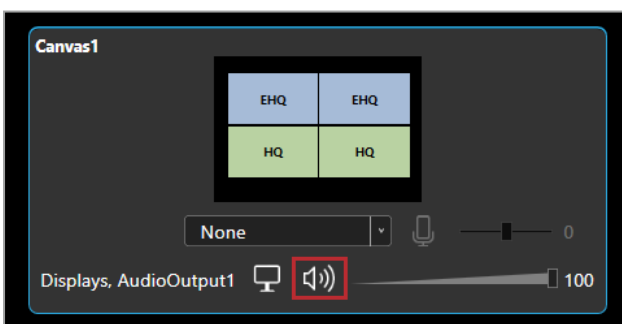 Canvas1
EHQ EHQ
HQ HQ
None 0
Displays, AudioOutput1 100